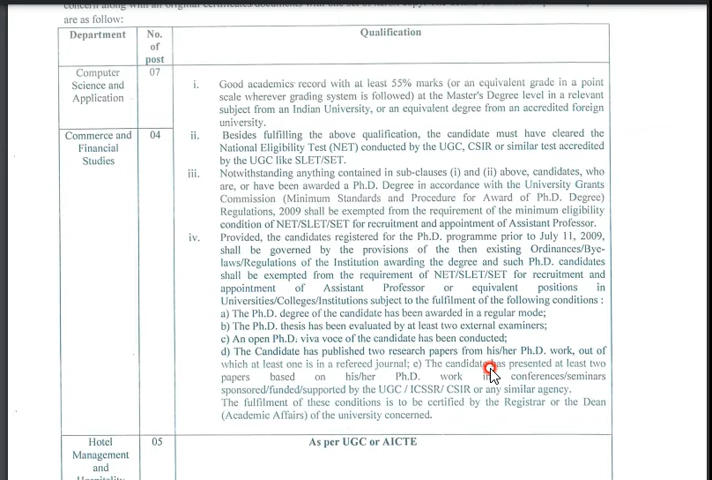 are as follow:
Department
No. of post
Qualification
Computer Science and Application
07
i. Good academics record with at least 55% marks (or an equivalent grade in a point
scale wherever grading system is followed) at the Master's Degree level in a relevant
subject from an Indian University, or an equivalent degree from an accredited foreign
university.
Commerce and Financial Studies
04
ii. Besides fulfilling the above qualification, the candidate must have cleared the
National Eligibility Test (NET) conducted by the UGC, CSIR or similar test accredited
by the UGC like SLET/SET.
iii. Notwithstanding anything contained in sub-clauses (i) and (ii) above, candidates, who
are, or have been awarded a Ph.D. Degree in accordance with the University Grants
Commission (Minimum Standards and Procedure for Award of Ph.D. Degree)
Regulations, 2009 shall be exempted from the requirement of the minimum eligibility
condition of NET/SLET/SET for recruitment and appointment of Assistant Professor.
iv. Provided, the candidates registered for the Ph.D. programme prior to July 11, 2009,
shall be governed by the provisions of the then existing Ordinances/Bye-
laws/Regulations of the Institution awarding the degree and such Ph.D. candidates
shall be exempted from the requirement of NET/SLET/SET for recruitment and
appointment of Assistant Professor or equivalent positions in
Universities/Colleges/Institutions subject to the fulfilment of the following conditions :
a) The Ph.D. degree of the candidate has been awarded in a regular mode;
b) The Ph.D. thesis has been evaluated by at least two external examiners;
c) An open Ph.D. viva voce of the candidate has been conducted;
d) The Candidate has published two research papers from his/her Ph.D. work, out of
which at least one is in a refereed journal; e) The candidate has presented at least two
papers based on his/her Ph.D. work in conferences/seminars
sponsored/funded/supported by the UGC / ICSSR/ CSIR or any similar agency.
The fulfilment of these conditions is to be certified by the Registrar or the Dean
(Academic Affairs) of the university concerned.
Hotel Management and
05
As per UGC or AICTE